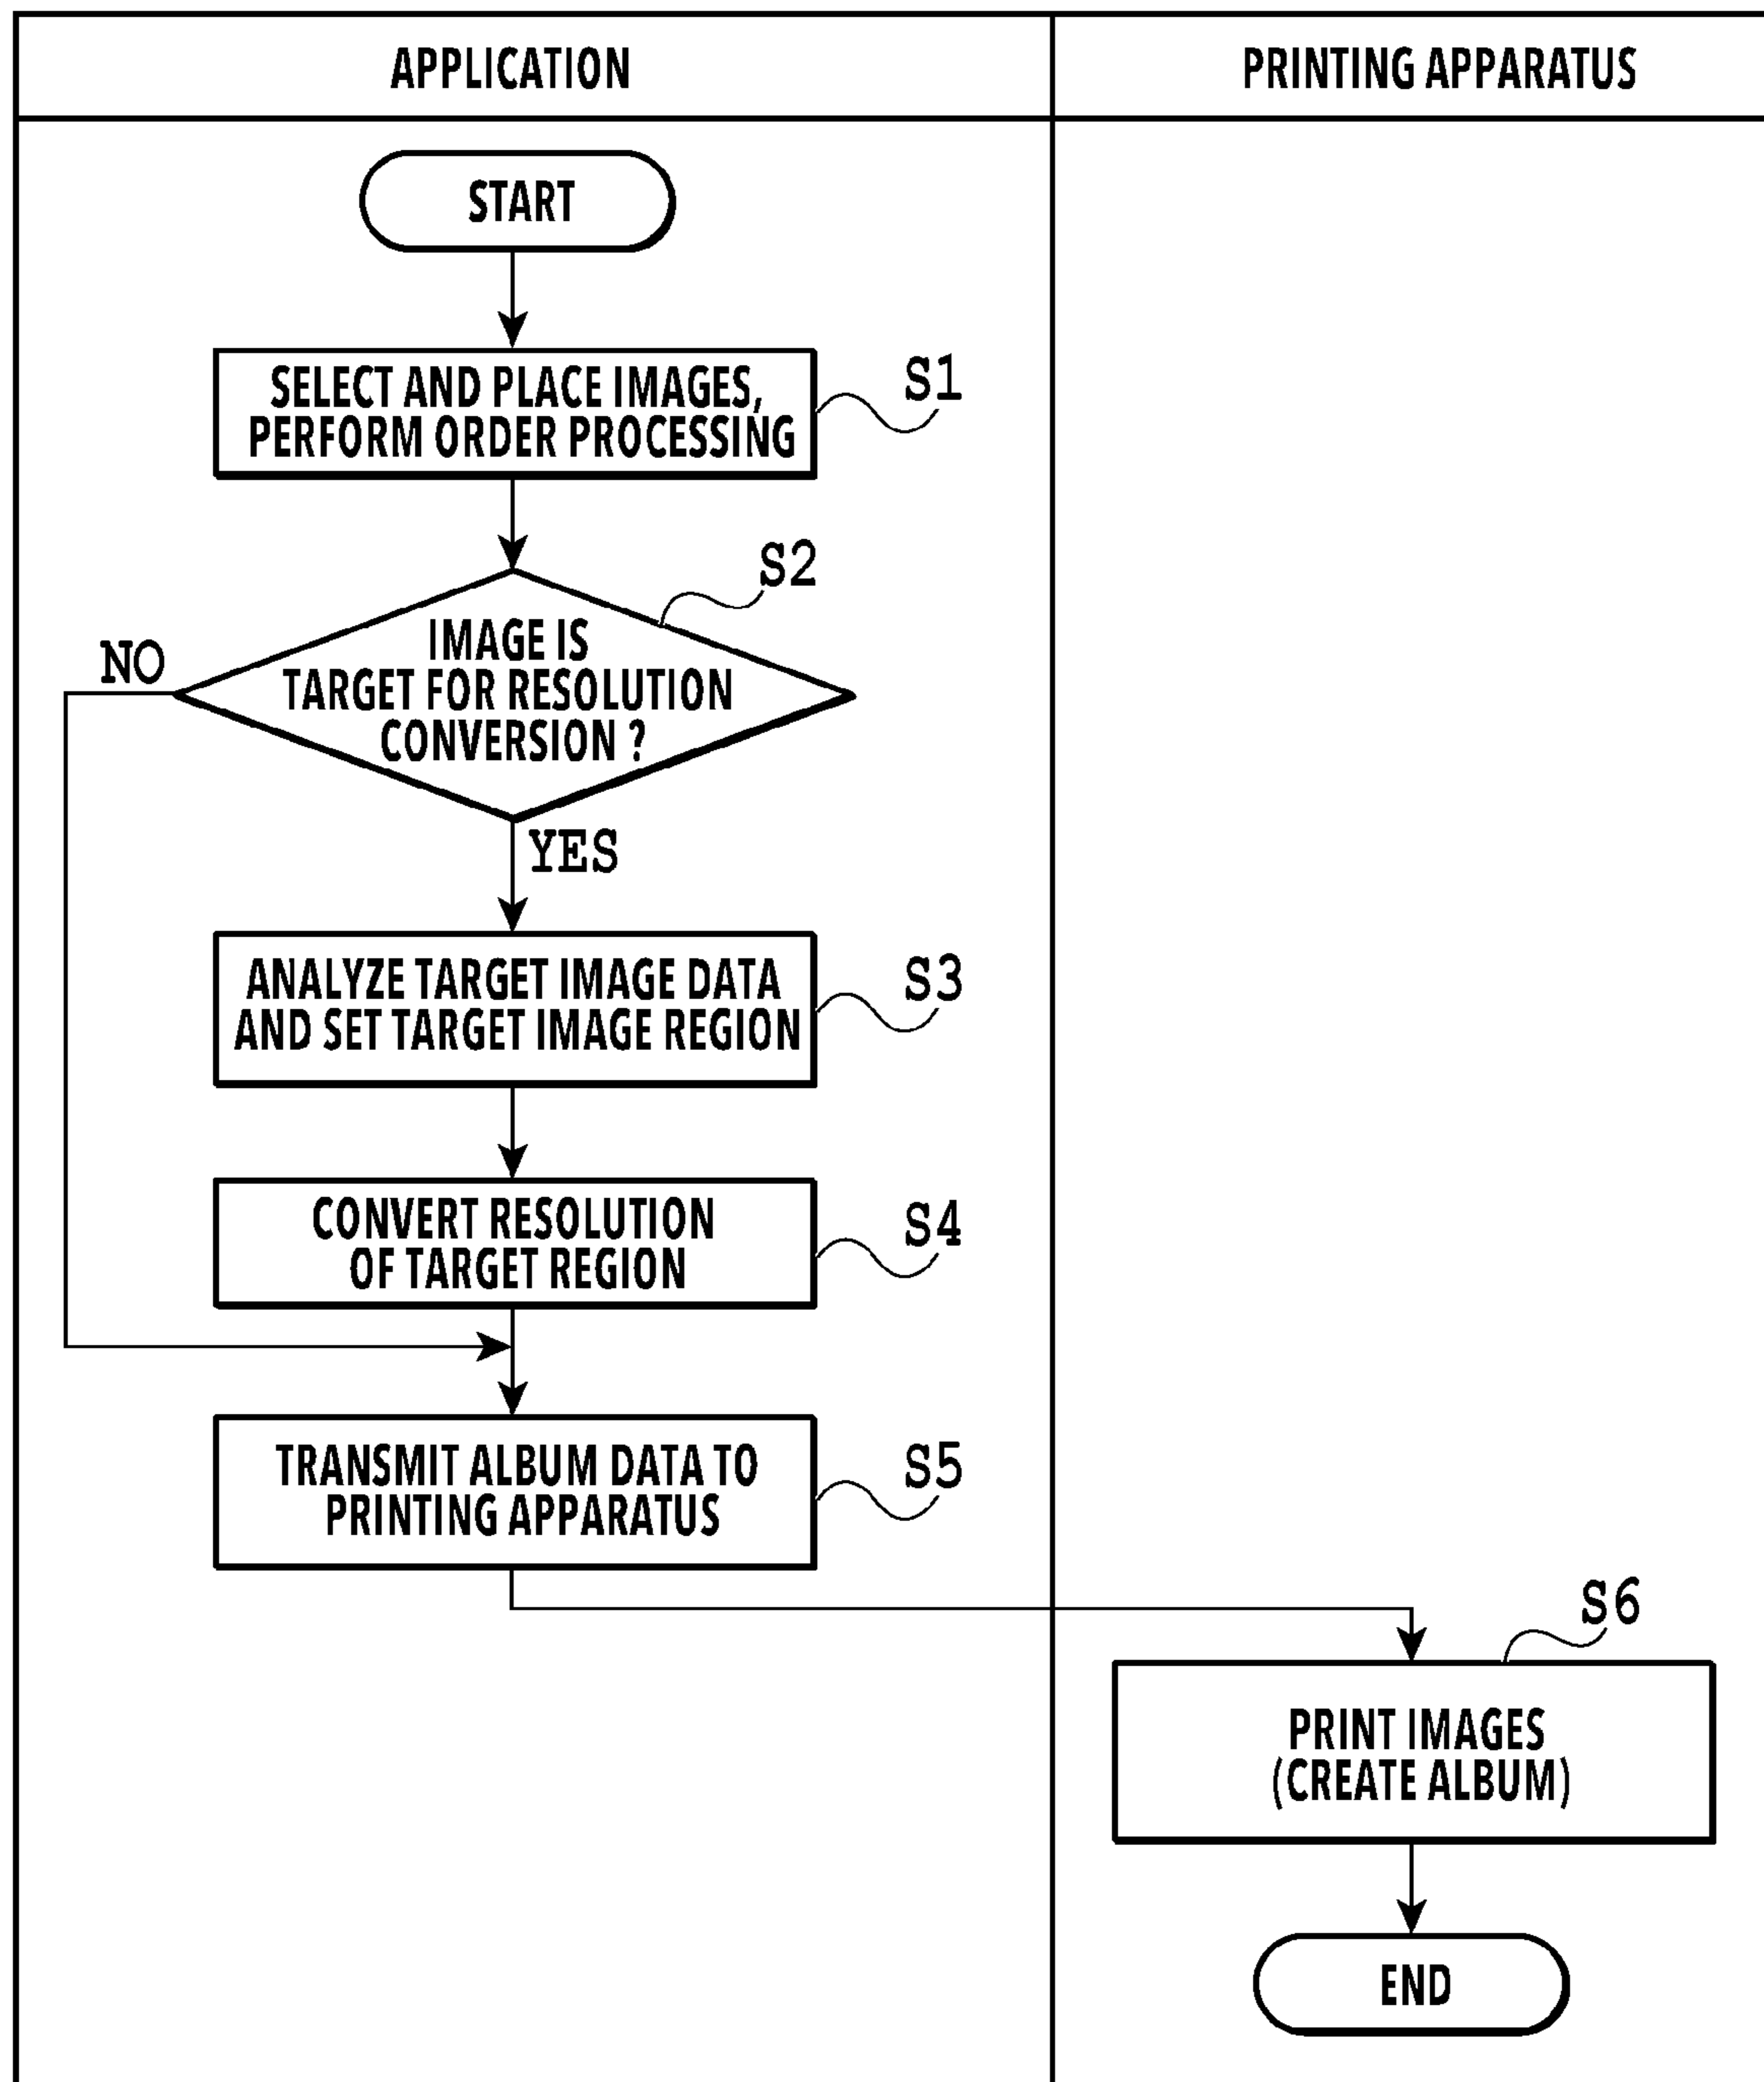 APPLICATION
PRINTING APPARATUS
START
SELECT AND PLACE IMAGES,
PERFORM ORDER PROCESSING
S1
S2
IMAGE IS
TARGET FOR RESOLUTION
CONVERSION ?
NO
YES
ANALYZE TARGET IMAGE DATA
AND SET TARGET IMAGE REGION
S3
CONVERT RESOLUTION
OF TARGET REGION
S4
TRANSMIT ALBUM DATA TO
PRINTING APPARATUS
S5
S6
PRINT IMAGES
(CREATE ALBUM)
END